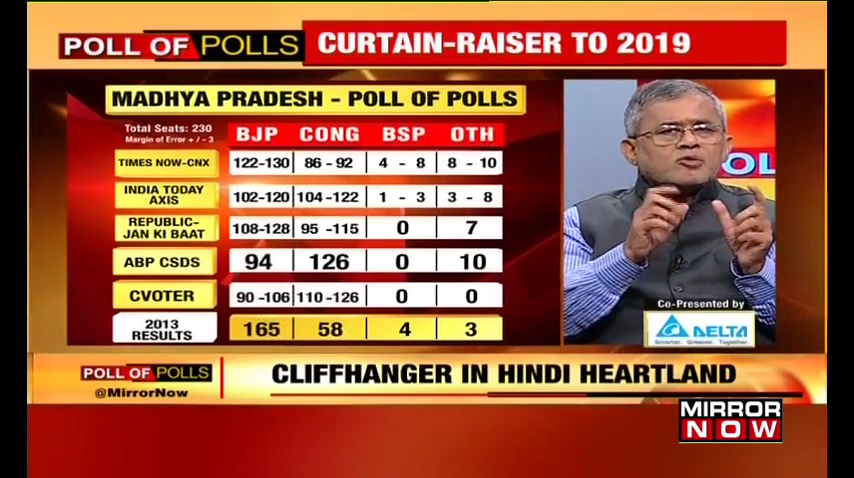 POLL OF POLLS
CURTAIN-RAISER TO 2019
MADHYA PRADESH - POLL OF POLLS
Total Seats: 230
Margin of Error + / - 3
BJP CONG BSP OTH
TIMES NOW-CNX 122-130 86 - 92 4 - 8 8 - 10
INDIA TODAY
AXIS 102-120 104-122 1 - 3 3 - 8
REPUBLIC-
JAN KI BAAT 108-128 95 -115 0 7
ABP CSDS 94 126 0 10
CVOTER 90 -106 110-126 0 0
2013
RESULTS 165 58 4 3
POL
Co-Presented by
DELTA
Smarter. Greener. Together.
POLL OF POLLS
@MirrorNow
CLIFFHANGER IN HINDI HEARTLAND
MIRROR
NOW